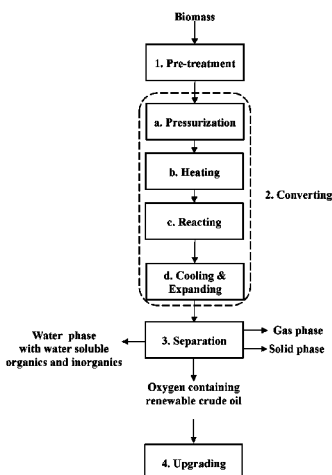 Biomass
1. Pre-treatment
a. Pressurization
b. Heating
2. Converting
c. Reacting
d. Cooling &
Expanding
Water phase
with water soluble
organics and inorganics
3. Separation
Gas phase
Solid phase
Oxygen containing
renewable crude oil
4. Upgrading